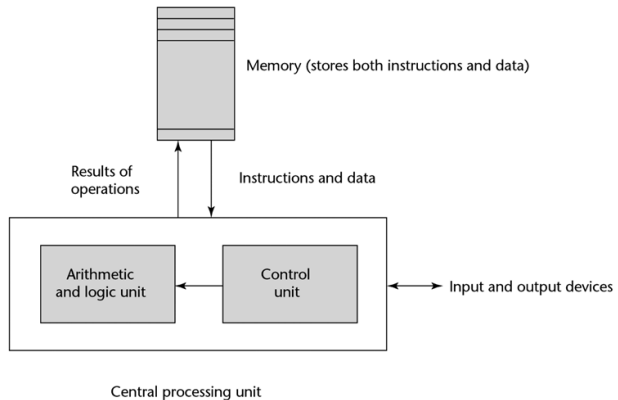 Memory (stores both instructions and data)
Results of
operations
Instructions and data
Arithmetic
and logic unit
Control
unit
Input and output devices
Central processing unit